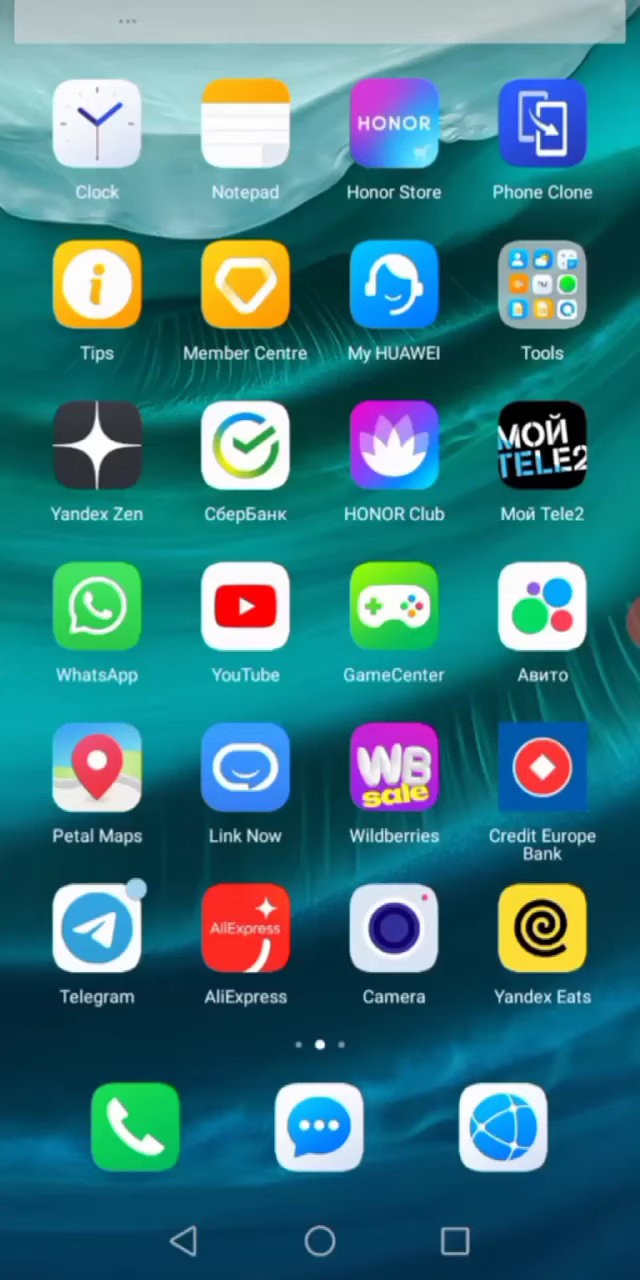 ...
HONOR
Clock
Notepad
Honor Store
Phone Clone
Tips
Member Centre
My HUAWEI
Tools
МОЙ
TELE2
Yandex Zen
СберБанк
HONOR Club
Мой Tele2
WhatsApp
YouTube
GameCenter
Авито
WB
sale
Petal Maps
Link Now
Wildberries
Credit Europe
Bank
AliExpress
Telegram
AliExpress
Camera
Yandex Eats